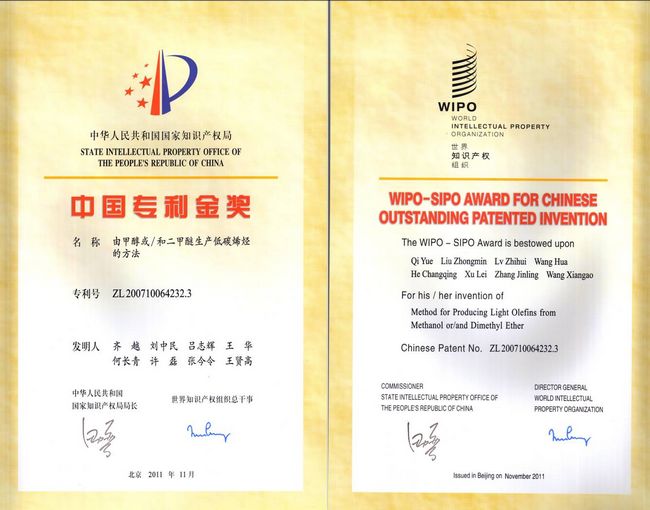 中华人民共和国国家知识产权局
STATE INTELLECTUAL PROPERTY OFFICE OF
THE PEOPLE'S REPUBLIC OF CHINA
中国专利金奖
名 称 由甲醇或/和二甲醚生产低碳烯烃
的方法
专利号 ZL 200710064232.3
发明人 齐 越 刘中民 吕志辉 王 华
何长青 许 磊 张今令 王贤高
中华人民共和国
国家知识产权局局长
世界知识产权组织总干事
北京 2011 年 11 月
WIPO
WORLD
INTELLECTUAL PROPERTY
ORGANIZATION
世界
知识产权
组织
WIPO-SIPO AWARD FOR CHINESE
OUTSTANDING PATENTED INVENTION
The WIPO - SIPO Award is bestowed upon
Qi Yue Liu Zhongmin Lv Zhihui Wang Hua
He Changqing Xu Lei Zhang Jinling Wang Xiangao
For his / her invention of
Method for Producing Light Olefins from
Methanol or/and Dimethyl Ether
Chinese Patent No. ZL 200710064232.3
COMMISSIONER
STATE INTELLECTUAL PROPERTY OFFICE OF
THE PEOPLE'S REPUBLIC OF CHINA
DIRECTOR GENERAL
WORLD INTELLECTUAL
PROPERTY ORGANIZATION
Issued in Beijing on November 2011